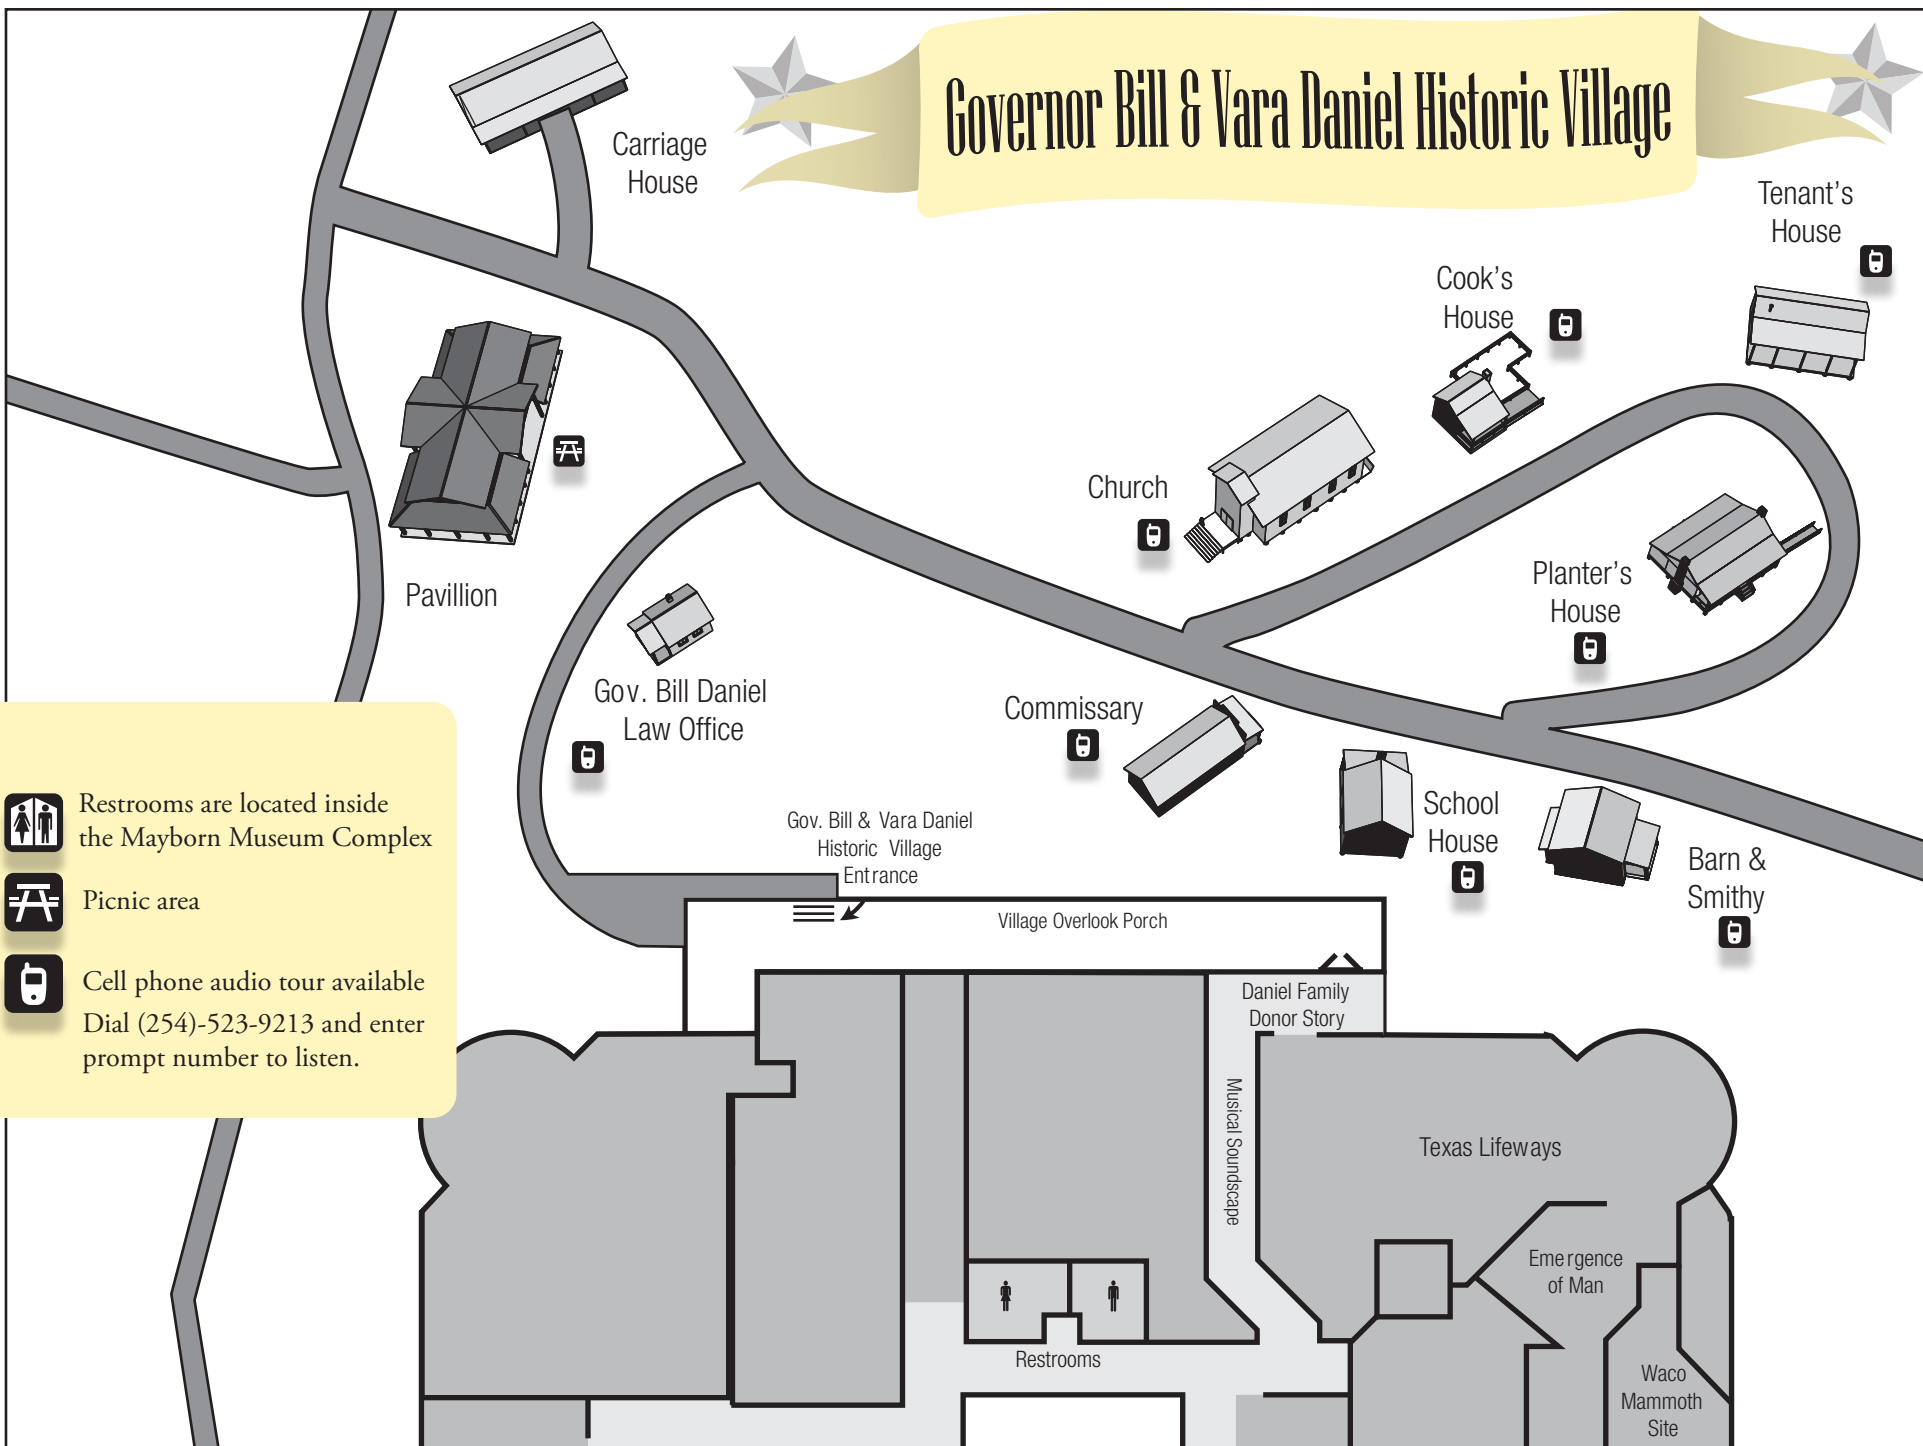 Governor Bill & Vara Daniel Historic Village
Carriage
House
Tenant's
House
Cook's
House
Church
Planter's
House
Pavillion
Gov. Bill Daniel
Law Office
Commissary
School
House
Barn &
Smithy
Gov. Bill & Vara Daniel
Historic Village
Entrance
Village Overlook Porch
Restrooms are located inside
the Mayborn Museum Complex
Picnic area
Cell phone audio tour available
Dial (254)-523-9213 and enter
prompt number to listen.
Daniel Family
Donor Story
Musical Soundscape
Texas Lifeways
Emergence
of Man
Restrooms
Waco
Mammoth
Site